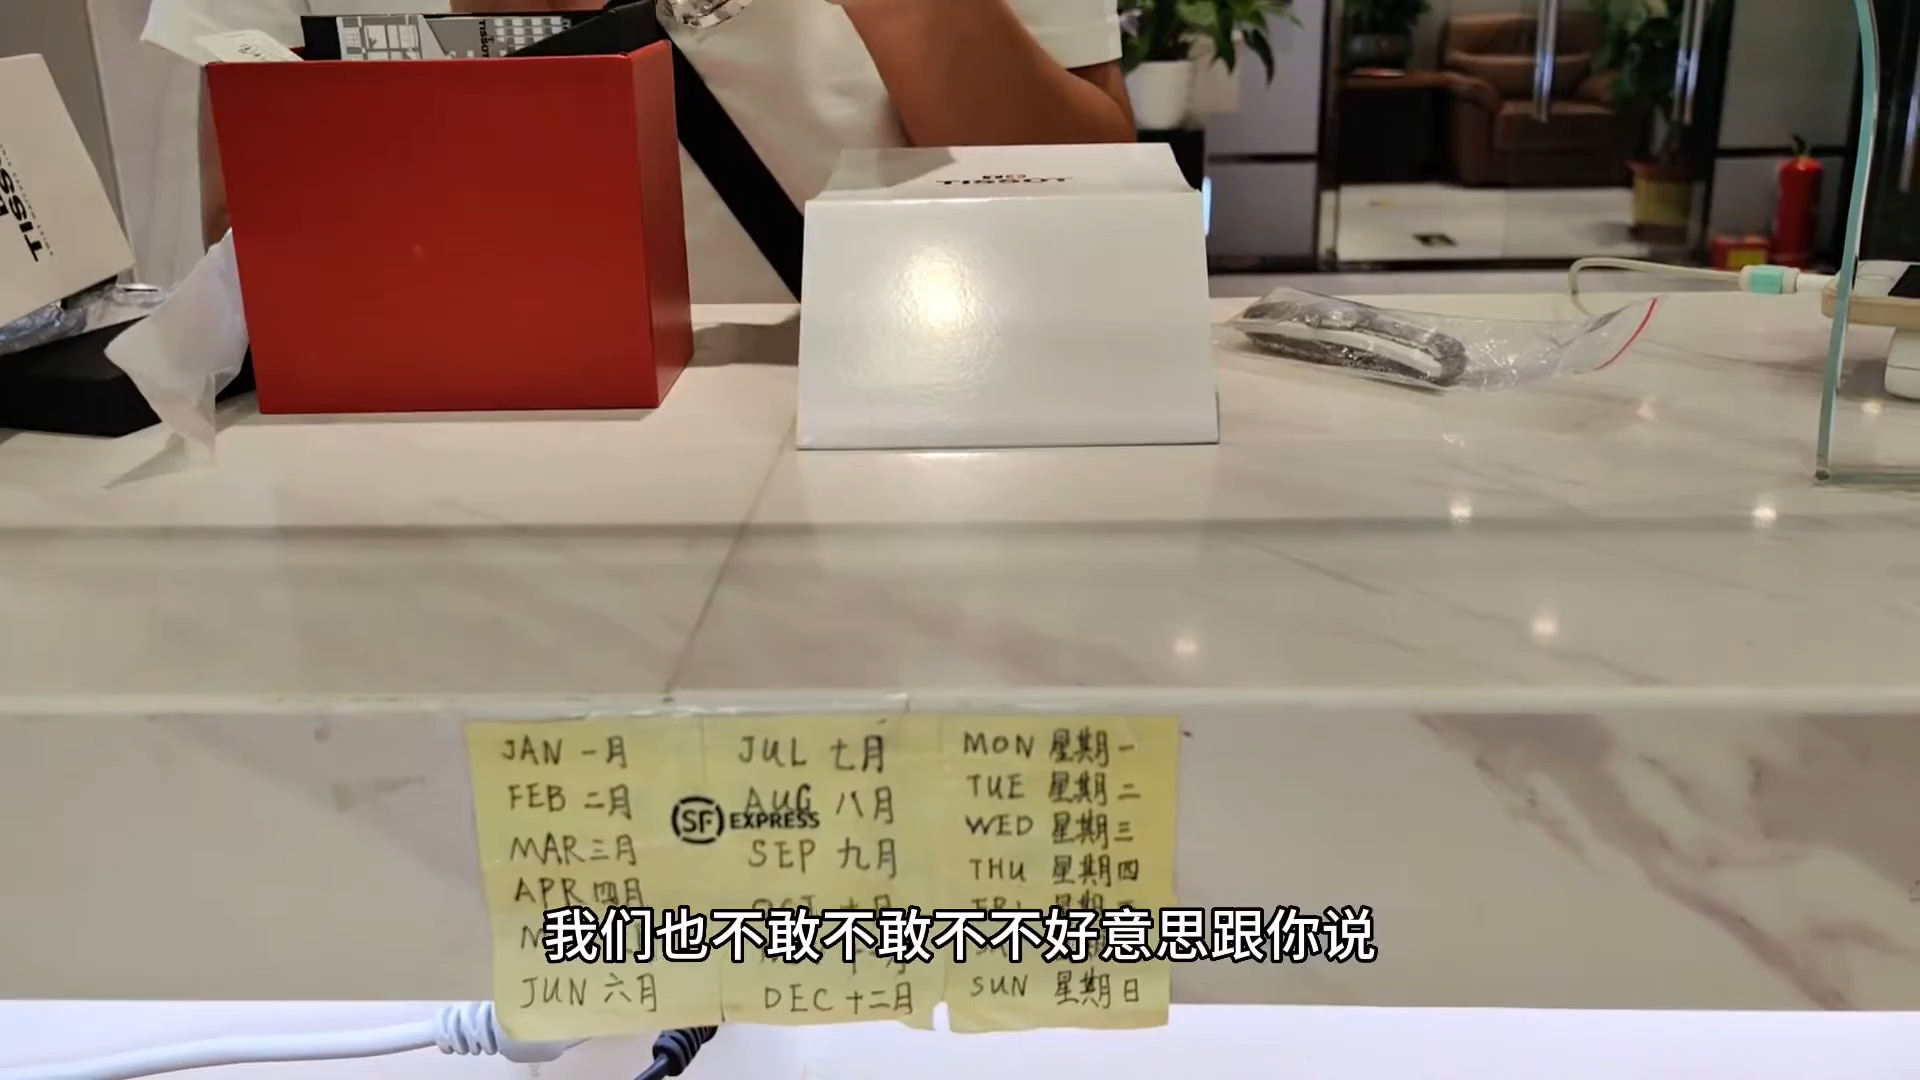 TISSOT
TISSOT
TISSOT
JAN 一月
FEB 二月
MAR 三月
APR 四月
JUN 六月
JUL 七月
AUG 八月
SF EXPRESS
SEP 九月
DEC 十二月
MON 星期一
TUE 星期二
WED 星期三
THU 星期四
SUN 星期日
我们也不敢不敢不不好意思跟你说